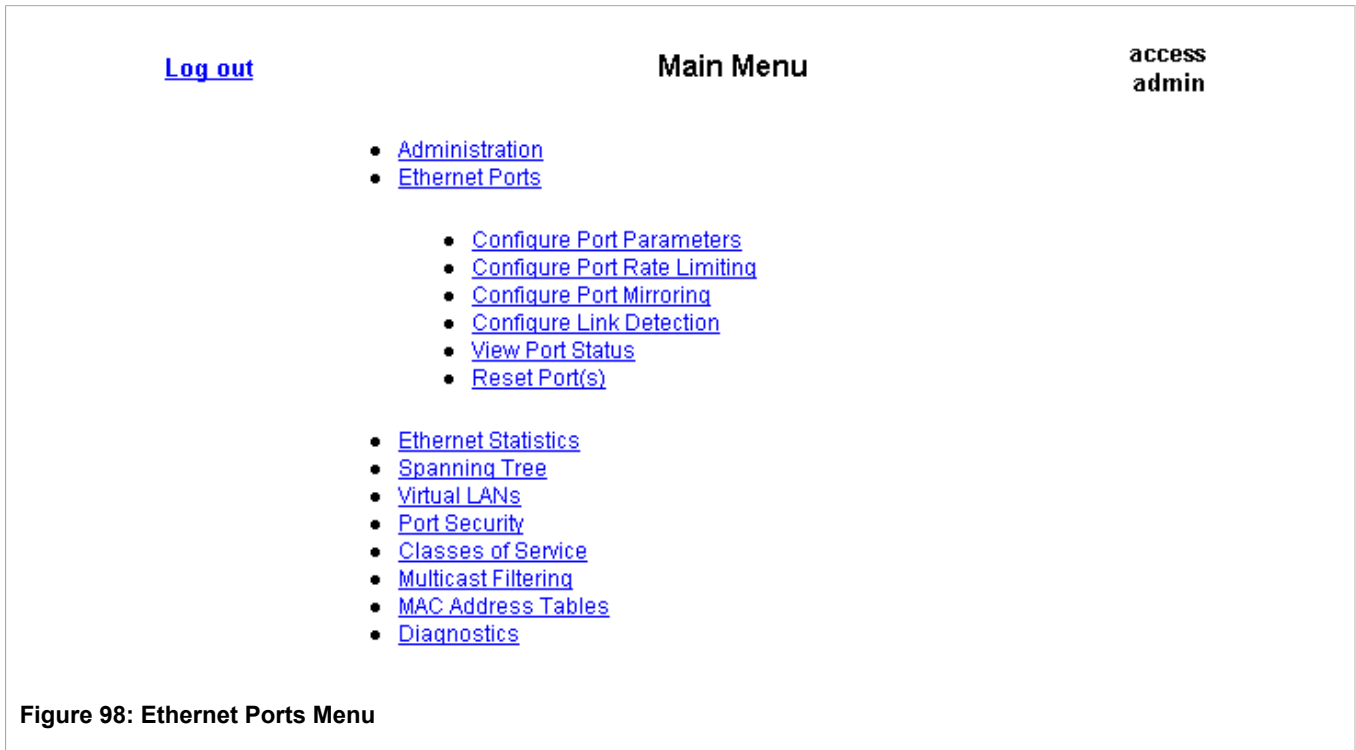 Log out
Main Menu
access
admin
Administration
Ethernet Ports
Configure Port Parameters
Configure Port Rate Limiting
Configure Port Mirroring
Configure Link Detection
View Port Status
Reset Port(s)
Ethernet Statistics
Spanning Tree
Virtual LANs
Port Security
Classes of Service
Multicast Filtering
MAC Address Tables
Diagnostics
Figure 98: Ethernet Ports Menu